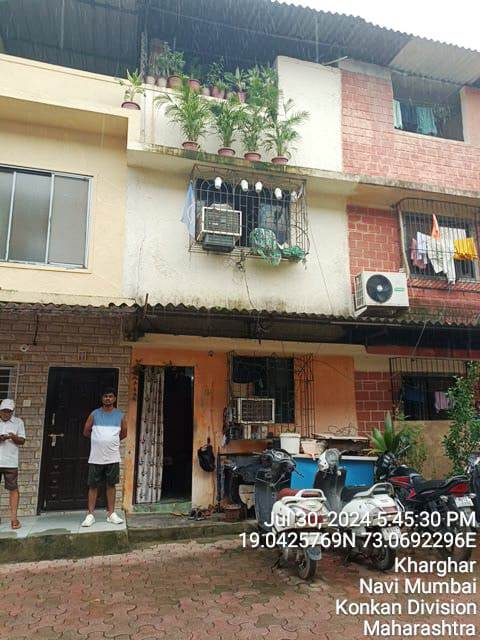 Jul 30, 2024 5:45:30 PM
19.0425769N 73.0692296E
Kharghar
Navi Mumbai
Konkan Division
Maharashtra